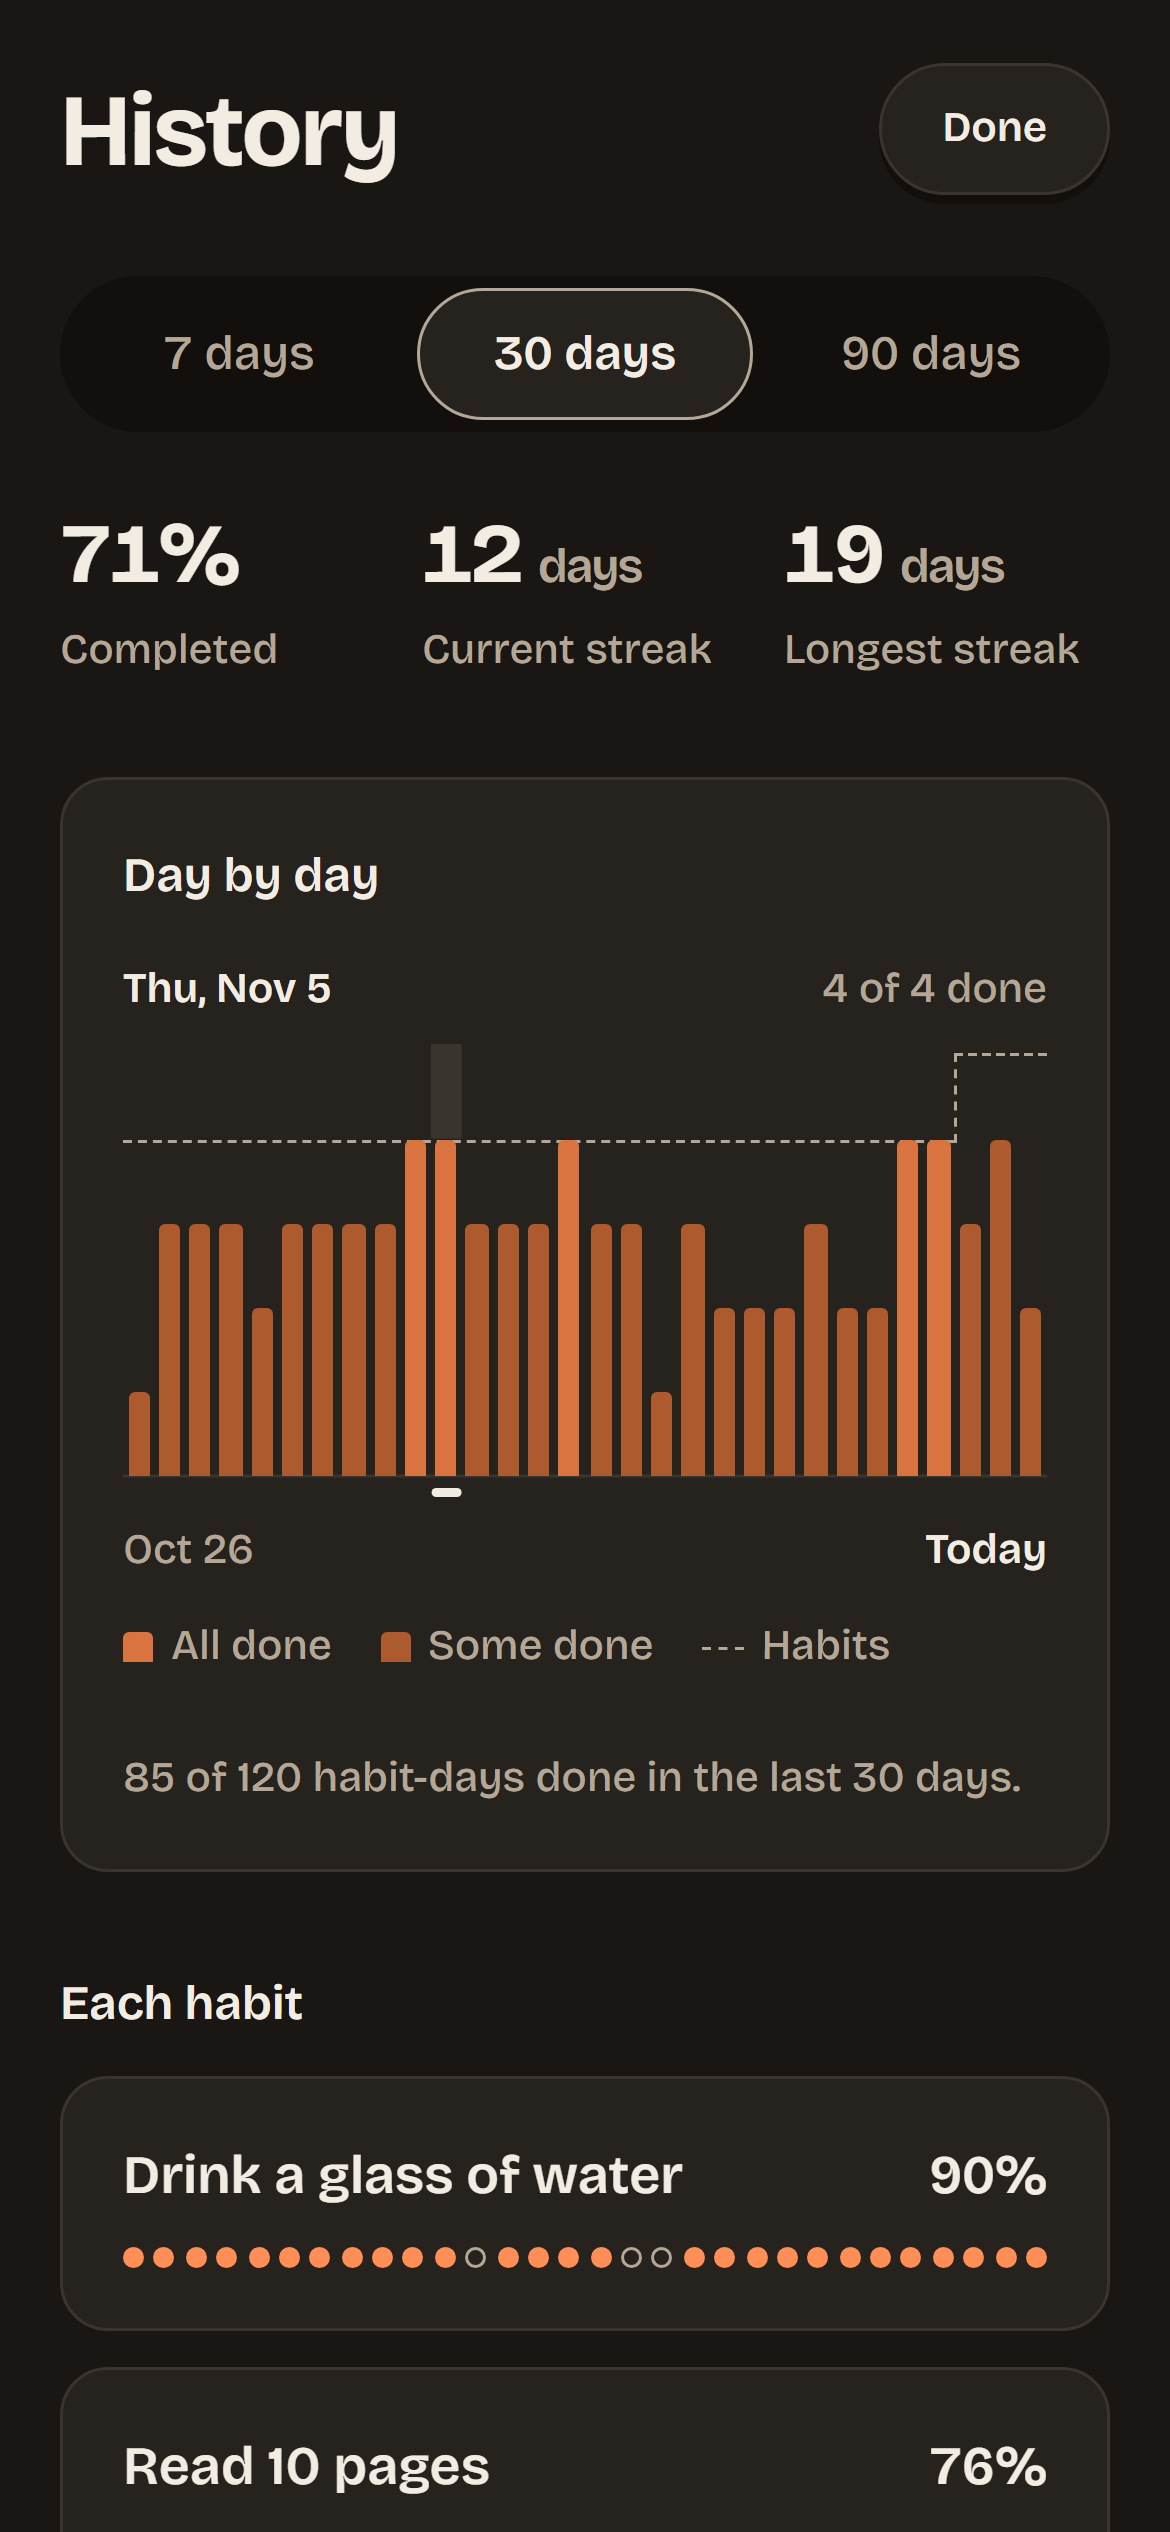 History
Done
7 days
30 days
90 days
71%
12 days
19 days
Completed
Current streak
Longest streak
Day by day
Thu, Nov 5
4 of 4 done
Oct 26
Today
All done
Some done
Habits
85 of 120 habit-days done in the last 30 days.
Each habit
Drink a glass of water
90%
Read 10 pages
76%